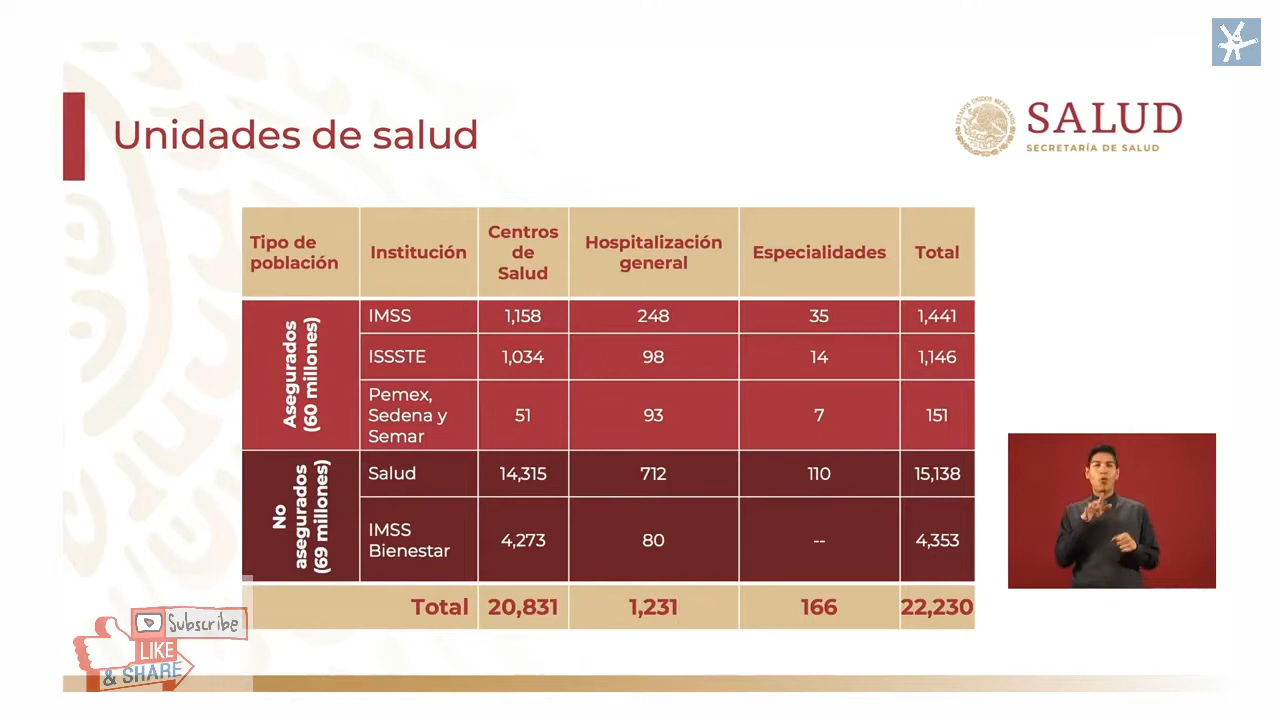 Unidades de salud
SALUD
SECRETARÍA DE SALUD
Tipo de población Institución Centros de Salud Hospitalización general Especialidades Total
Asegurados (60 millones)
IMSS 1,158 248 35 1,441
ISSSTE 1,034 98 14 1,146
Pemex, Sedena y Semar 51 93 7 151
No asegurados (69 millones)
Salud 14,315 712 110 15,138
IMSS Bienestar 4,273 80 -- 4,353
Total 20,831 1,231 166 22,230
Subscribe
LIKE
& SHARE